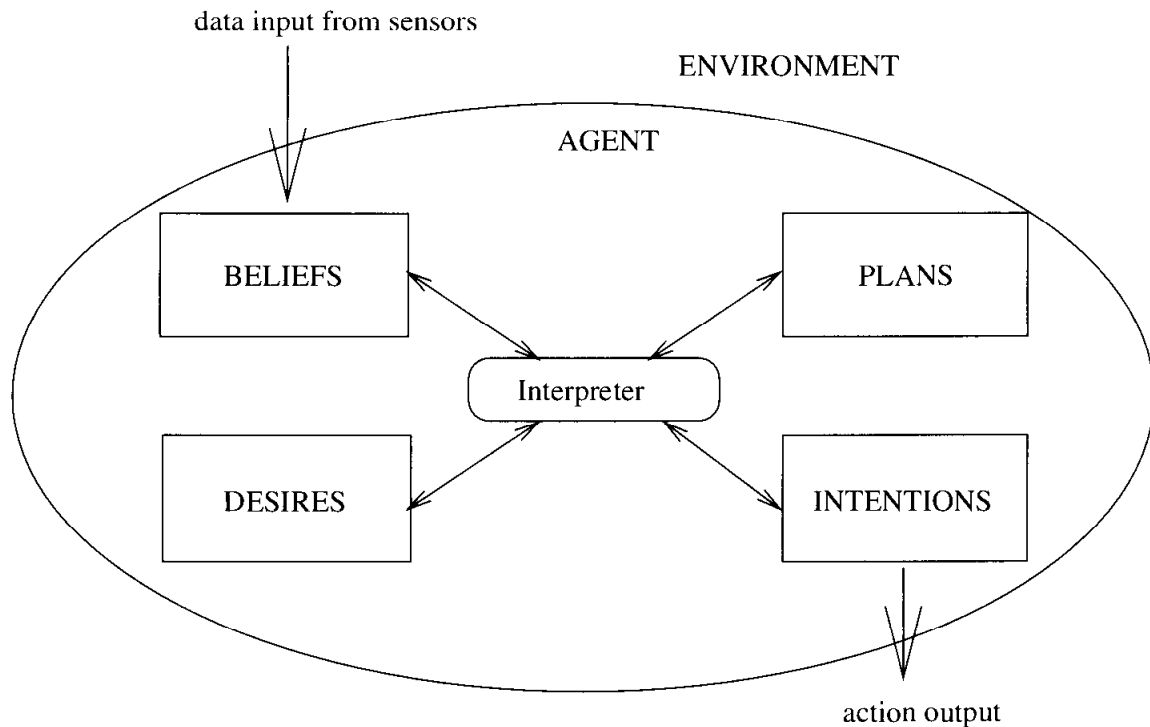 data input from sensors
ENVIRONMENT
AGENT
BELIEFS
PLANS
Interpreter
DESIRES
INTENTIONS
action output